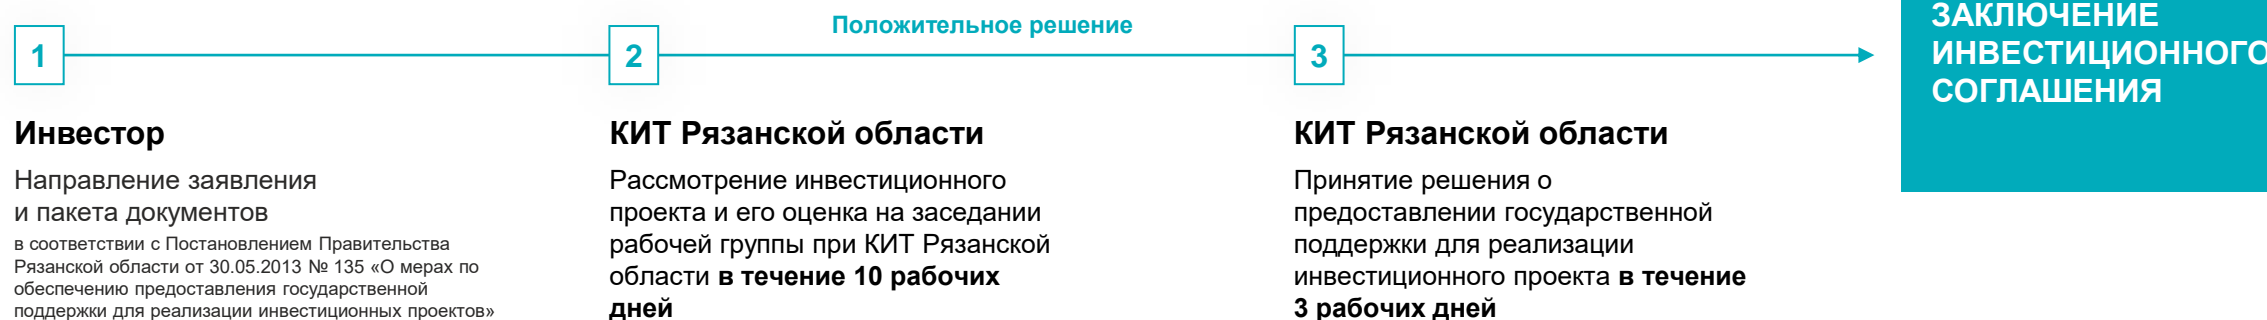 1
2
Положительное решение
3
ЗАКЛЮЧЕНИЕ
ИНВЕСТИЦИОННОГО
СОГЛАШЕНИЯ
Инвестор
Направление заявления
и пакета документов
в соответствии с Постановлением Правительства
Рязанской области от 30.05.2013 № 135 «О мерах по
обеспечению предоставления государственной
поддержки для реализации инвестиционных проектов»
КИТ Рязанской области
Рассмотрение инвестиционного
проекта и его оценка на заседании
рабочей группы при КИТ Рязанской
области в течение 10 рабочих
дней
КИТ Рязанской области
Принятие решения о
предоставлении государственной
поддержки для реализации
инвестиционного проекта в течение
3 рабочих дней